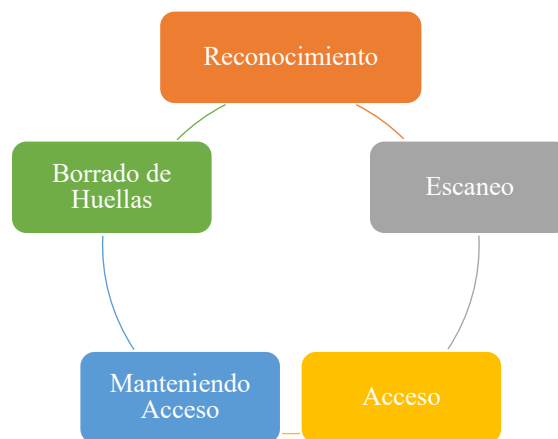 Reconocimiento
Escaneo
Acceso
Manteniendo
Acceso
Borrado de
Huellas